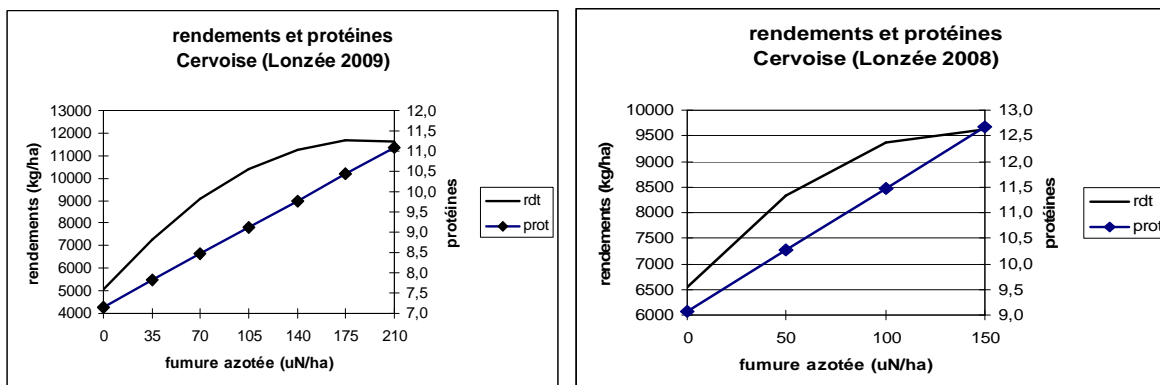 rendements et protéines
Cervoise (Lonzée 2009)
rendements (kg/ha)
13000
12000
11000
10000
9000
8000
7000
6000
5000
4000
0 35 70 105 140 175 210
fumure azotée (uN/ha)
12,0
11,5
11,0
10,5
10,0
9,5
9,0
8,5
8,0
7,5
7,0
protéines
rdt
prot
rendements et protéines
Cervoise (Lonzée 2008)
rendements (kg/ha)
10000
9500
9000
8500
8000
7500
7000
6500
6000
0 50 100 150
fumure azotée (uN/ha)
13,0
12,5
12,0
11,5
11,0
10,5
10,0
9,5
9,0
protéines
rdt
prot